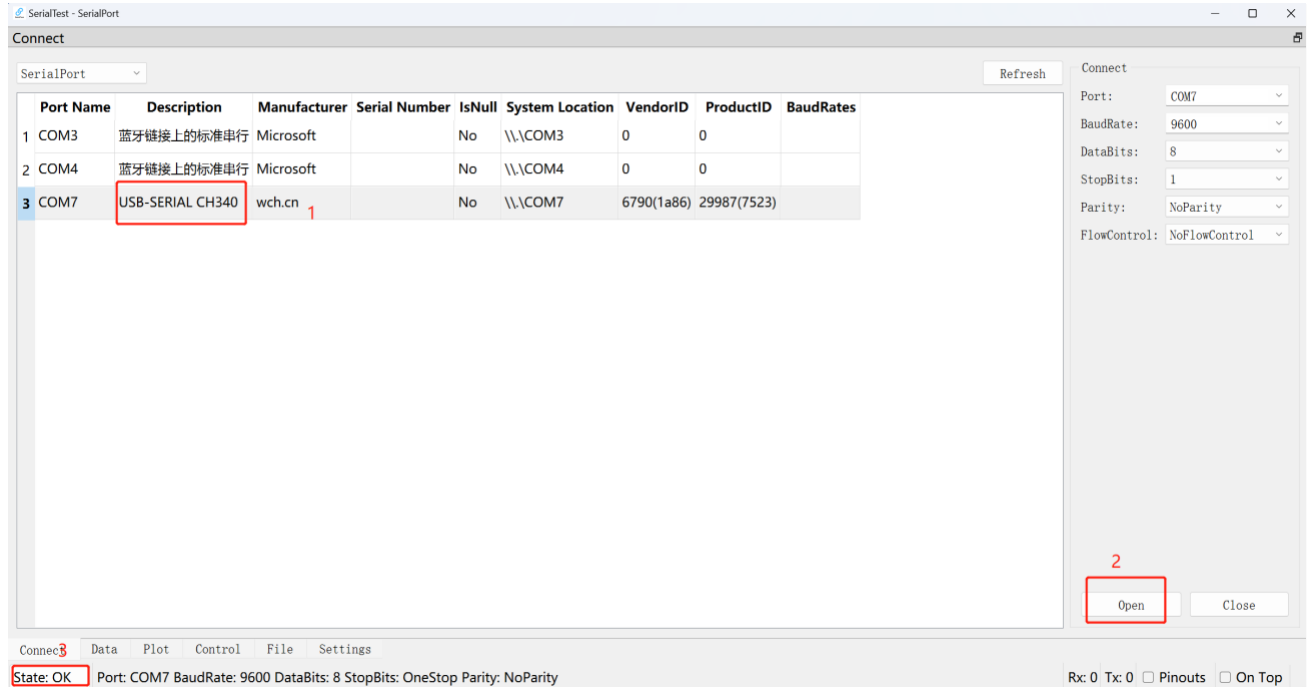 SerialTest - SerialPort
Connect
SerialPort
Refresh
Port Name Description Manufacturer Serial Number IsNull System Location VendorID ProductID BaudRates
1 COM3 蓝牙链接上的标准串行 Microsoft No \\.\COM3 0 0
2 COM4 蓝牙链接上的标准串行 Microsoft No \\.\COM4 0 0
3 COM7 USB-SERIAL CH340 wch.cn No \\.\COM7 6790(1a86) 29987(7523)
1
Connect
Port: COM7
BaudRate: 9600
DataBits: 8
StopBits: 1
Parity: NoParity
FlowControl: NoFlowControl
2
Open Close
Connect Data Plot Control File Settings
3
State: OK Port: COM7 BaudRate: 9600 DataBits: 8 StopBits: OneStop Parity: NoParity Rx: 0 Tx: 0 Pinouts On Top